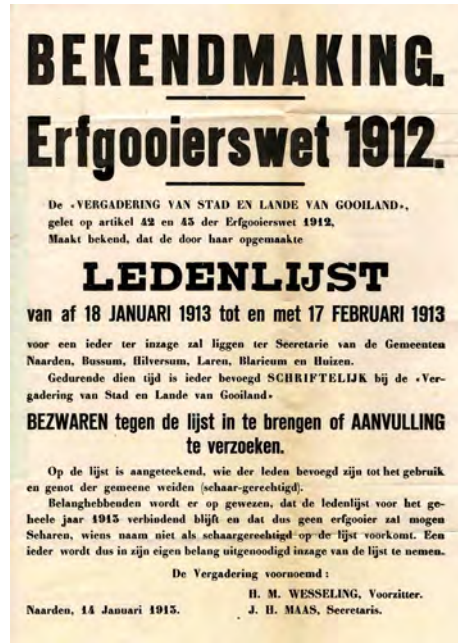 BEKENDMAKING.
Erfgooierswet 1912.
De «VERGADERING VAN STAD EN LANDE VAN GOOILAND»,
gelet op artikel 42 en 43 der Erfgooierswet 1912,
Maakt bekend, dat de door haar opgemaakte
LEDENLIJST
van af 18 JANUARI 1913 tot en met 17 FEBRUARI 1913
voor een ieder ter inzage zal liggen ter Secretarie van de Gemeenten
Naarden, Bussum, Hilversum, Laren, Blaricum en Huizen.
Gedurende dien tijd is ieder bevoegd SCHRIFTELIJK bij de «Ver-
gadering van Stad en Lande van Gooiland»
BEZWAREN tegen de lijst in te brengen of AANVULLING
te verzoeken.
Op de lijst is aangeteekend, wie der leden bevoegd zijn tot het gebruik
en genot der gemeene weiden (schaar-gerechtigd).
Belanghebbenden wordt er op gewezen, dat de ledenlijst voor het ge-
heele jaar 1913 verbindend blijft en dat dus geen erfgooier zal mogen
Scharen, wiens naam niet als schaargerechtigd op de lijst voorkomt. Een
ieder wordt dus in zijn eigen belang uitgenoodigd inzage van de lijst te nemen.
De Vergadering voornoemd :
H. M. WESSELING, Voorzitter.
Naarden, 14 Januari 1913. J. H. MAAS, Secretaris.